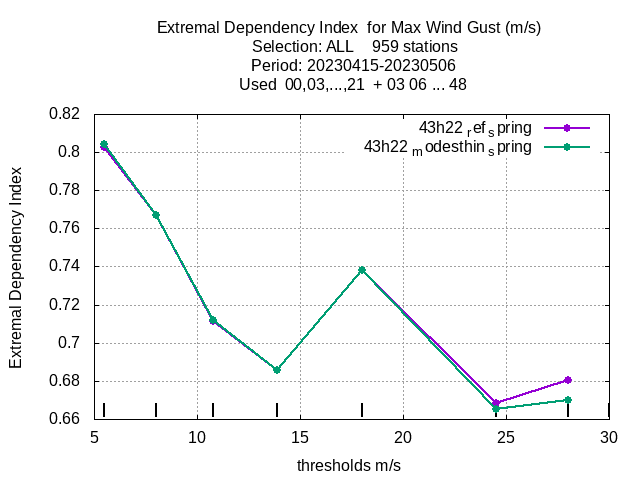 Extremal Dependency Index  for Max Wind Gust (m/s)
Selection: ALL    959 stations
Period: 20230415-20230506
Used  00,03,...,21  + 03 06 ... 48
0.82
0.8
0.78
0.76
0.74
0.72
0.7
0.68
0.66
Extremal Dependency Index
43h22 ref spring
43h22 modesthin spring
5 10 15 20 25 30
thresholds m/s